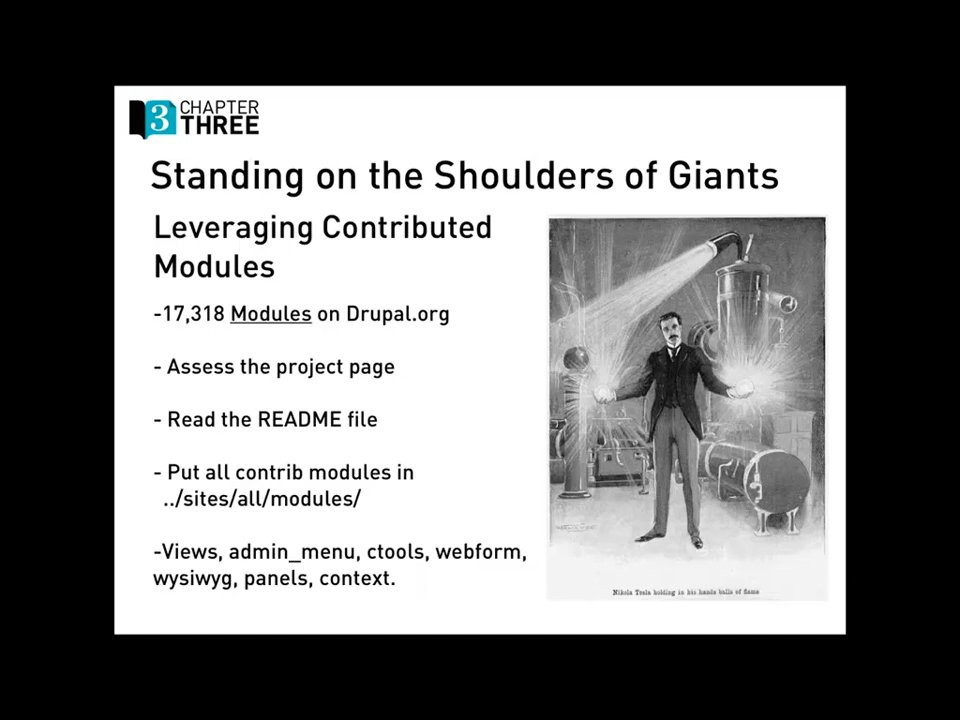 3 CHAPTER
THREE
Standing on the Shoulders of Giants
Leveraging Contributed
Modules
-17,318 Modules on Drupal.org
- Assess the project page
- Read the README file
- Put all contrib modules in
../sites/all/modules/
-Views, admin_menu, ctools, webform,
wysiwyg, panels, context.
Nikola Tesla holding in his hands balls of flame